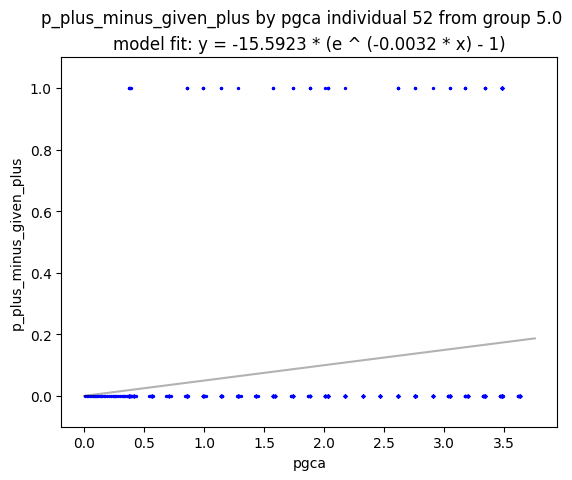 p_plus_minus_given_plus by pgca individual 52 from group 5.0
model fit: y = -15.5923 * (e ^ (-0.0032 * x) - 1)
1.0
0.8
0.6
0.4
0.2
0.0
p_plus_minus_given_plus
0.0 0.5 1.0 1.5 2.0 2.5 3.0 3.5
pgca